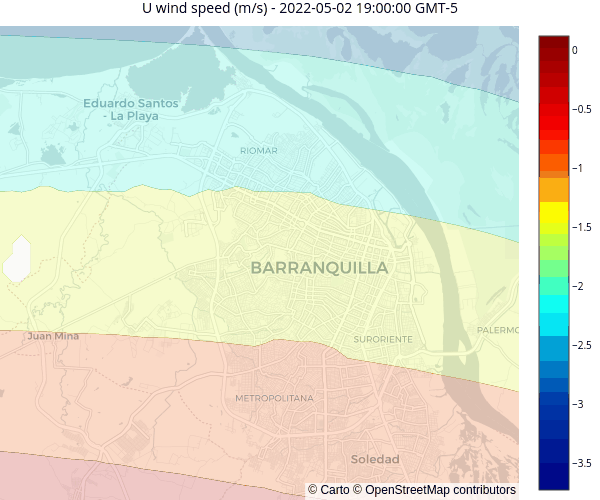 U wind speed (m/s) - 2022-05-02 19:00:00 GMT-5
Eduardo Santos
- La Playa
RIOMAR
BARRANQUILLA
Juan Mina
SURORIENTE
PALERMO
METROPOLITANA
Soledad
© Carto © OpenStreetMap contributors
0
−0.5
−1
−1.5
−2
−2.5
−3
−3.5